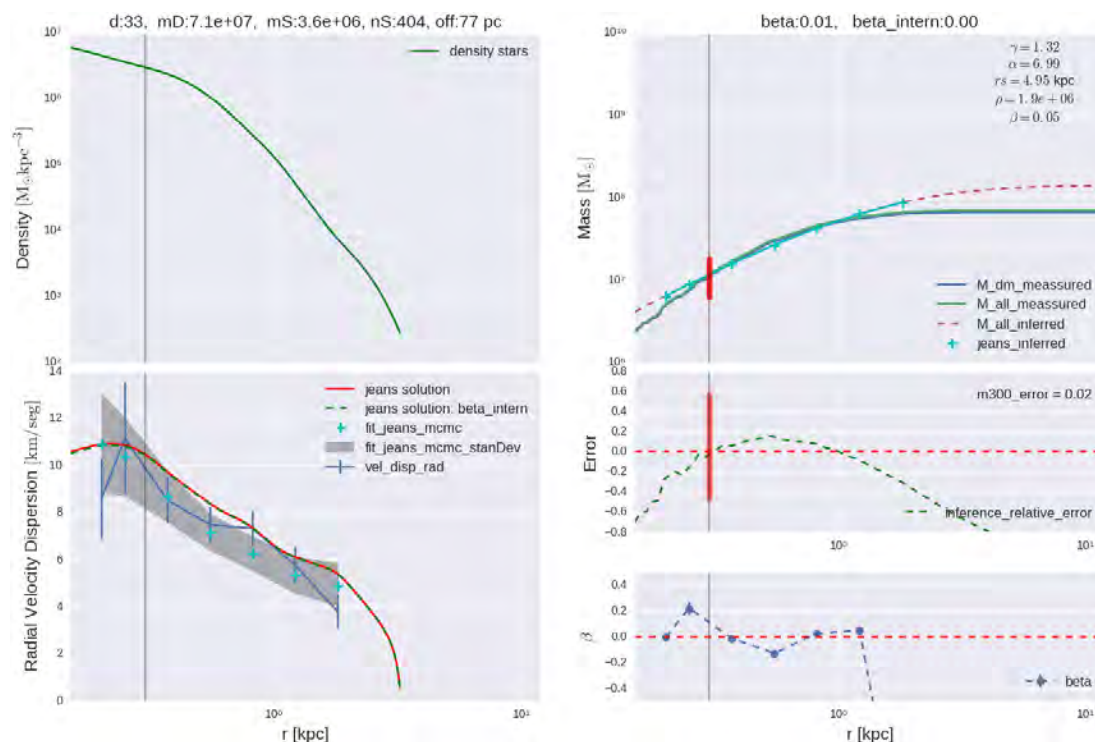 d:33, mD:7.1e+07, mS:3.6e+06, nS:404, off:77 pc
density stars
10⁷
10⁶
10⁵
10⁴
10³
10²
Density [M☉kpc⁻³]
jeans solution
jeans solution: beta_intern
fit_jeans_mcmc
fit_jeans_mcmc_stanDev
vel_disp_rad
14
12
10
8
6
4
2
0
Radial Velocity Dispersion [km/seg]
10⁰
10¹
r [kpc]
beta:0.01, beta_intern:0.00
γ = 1.32
α = 6.99
rs = 4.95 kpc
ρ = 1.9e + 06
β = 0.05
10¹⁰
10⁹
10⁸
10⁷
10⁶
Mass [M☉]
M_dm_meassured
M_all_meassured
M_all_inferred
jeans_inferred
m300_error = 0.02
0.8
0.6
0.4
0.2
0.0
-0.2
-0.4
-0.6
-0.8
Error
inference_relative_error
10⁰
10¹
0.4
0.2
0.0
-0.2
-0.4
β
beta
10⁰
10¹
r [kpc]